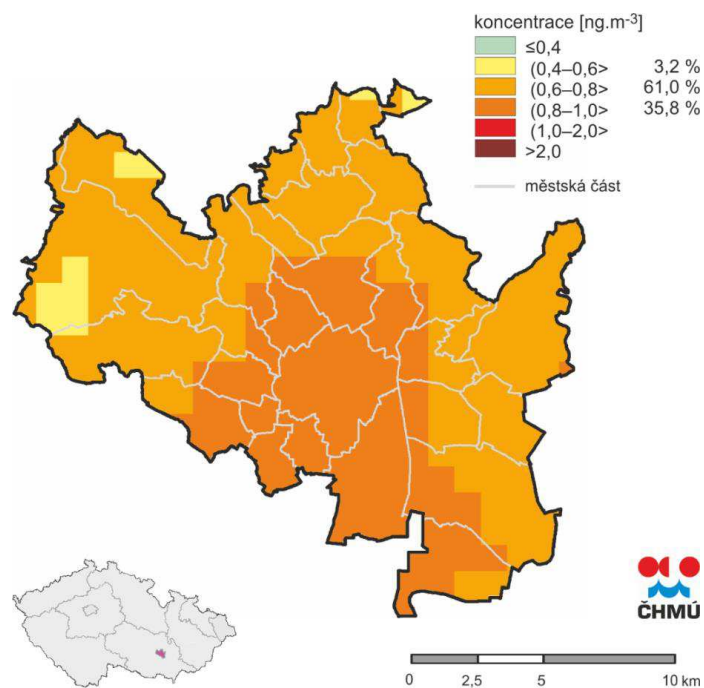 koncentrace [ng.m-3]
≤0,4
(0,4–0,6> 3,2 %
(0,6–0,8> 61,0 %
(0,8–1,0> 35,8 %
(1,0–2,0>
>2,0
městská část
ČHMÚ
0 2,5 5 10 km